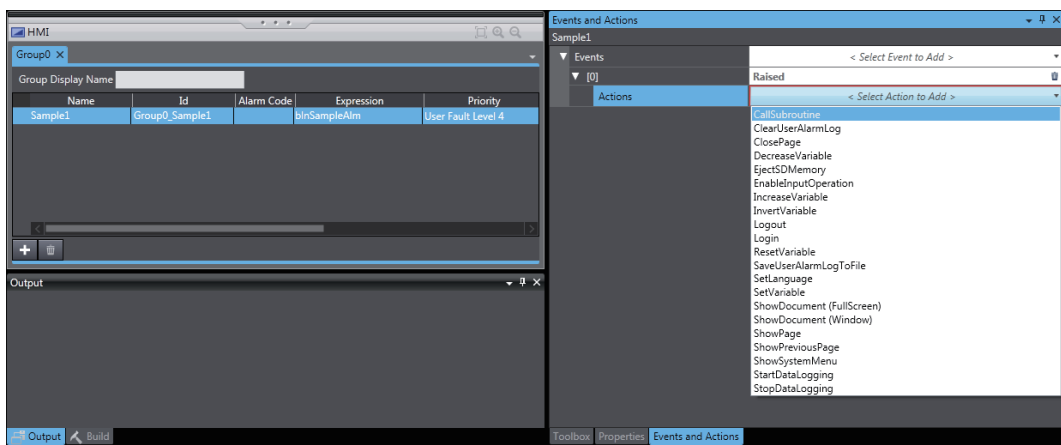 HMI
Group0 ×
Group Display Name
Name Id Alarm Code Expression Priority
Sample1 Group0_Sample1 blnSampleAlm User Fault Level 4
Output
Output Build
Events and Actions
Sample1
Events < Select Event to Add >
[0] Raised
Actions < Select Action to Add >
CallSubroutine
ClearUserAlarmLog
ClosePage
DecreaseVariable
EjectSDMemory
EnableInputOperation
IncreaseVariable
InvertVariable
Logout
Login
ResetVariable
SaveUserAlarmLogToFile
SetLanguage
SetVariable
ShowDocument (FullScreen)
ShowDocument (Window)
ShowPage
ShowPreviousPage
ShowSystemMenu
StartDataLogging
StopDataLogging
Toolbox Properties Events and Actions